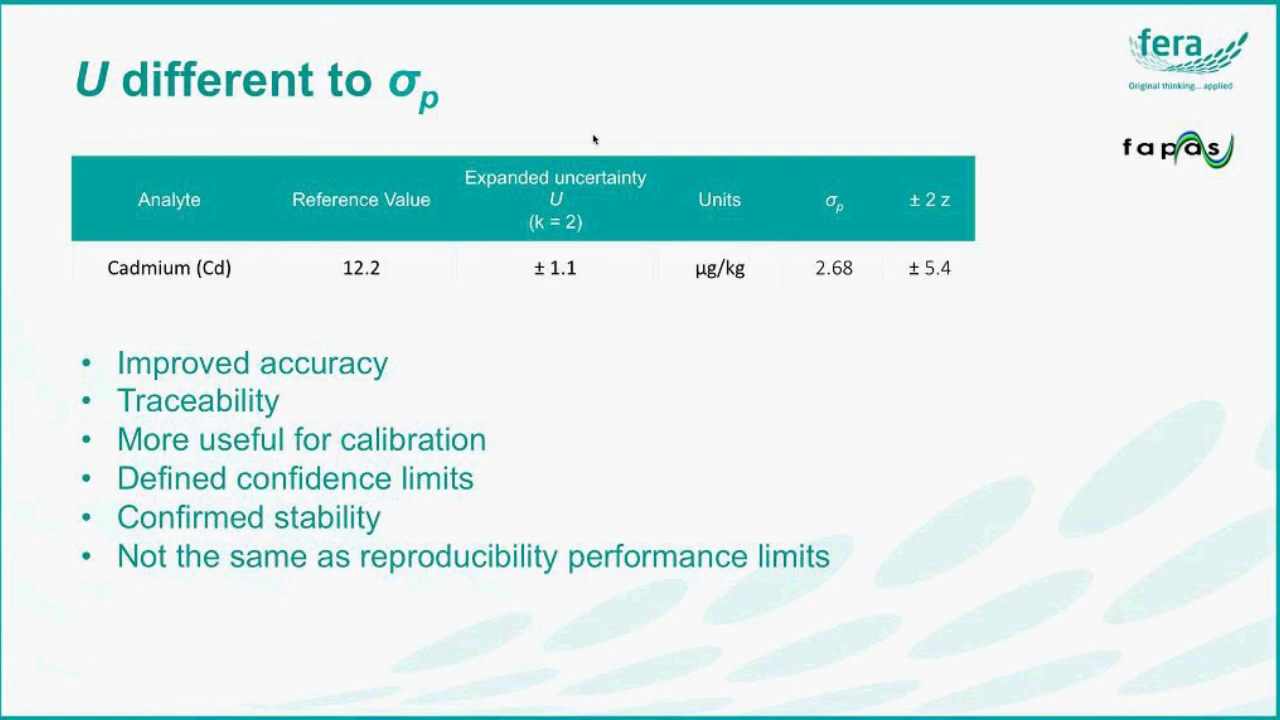 U different to σp
fera
Original thinking... applied
fapas
Analyte Reference Value Expanded uncertainty U (k = 2) Units σp ± 2 z
Cadmium (Cd) 12.2 ± 1.1 µg/kg 2.68 ± 5.4
• Improved accuracy
• Traceability
• More useful for calibration
• Defined confidence limits
• Confirmed stability
• Not the same as reproducibility performance limits